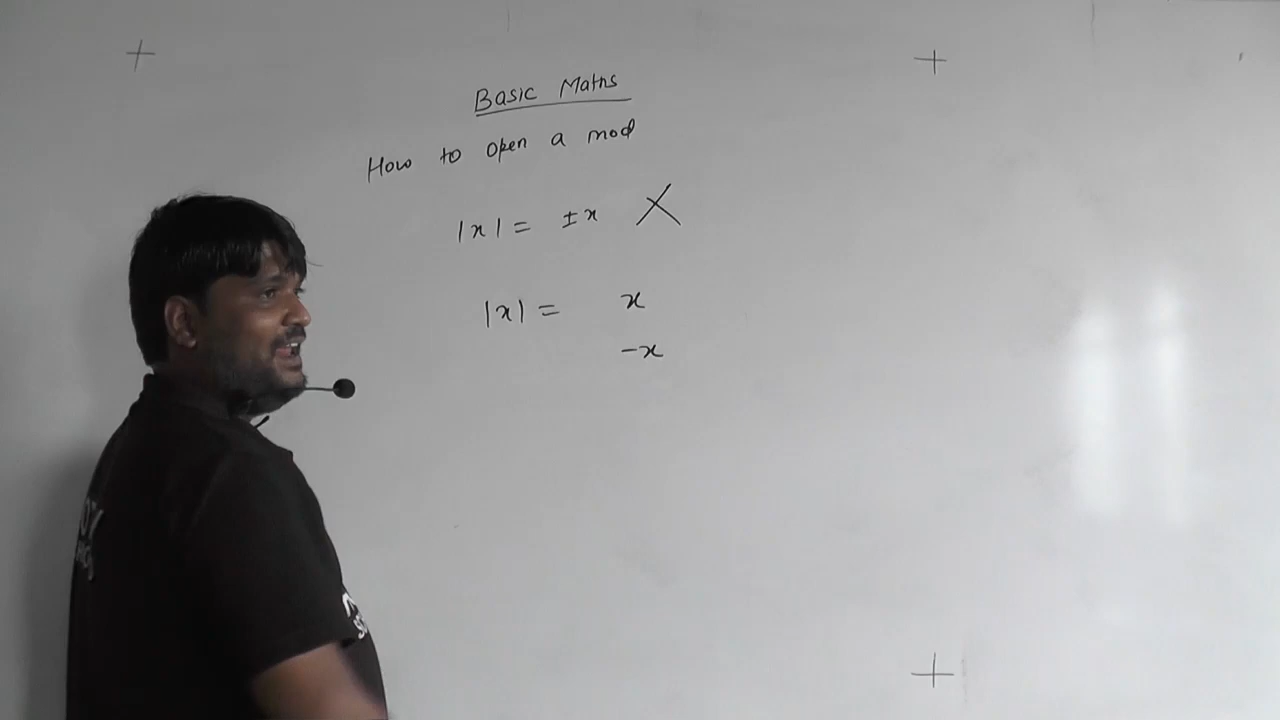 Basic Maths
How to open a mod
|x| = ±x
|x| = x
-x